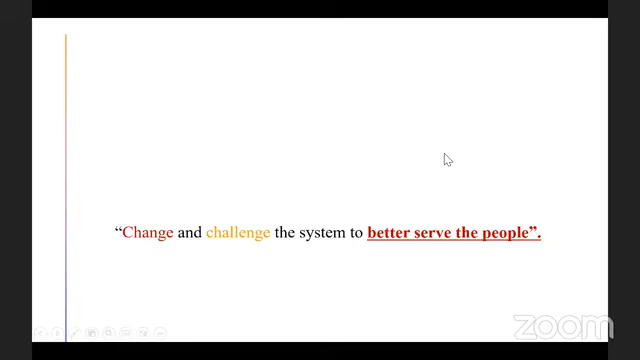 “Change and challenge the system to better serve the people”.
zoom